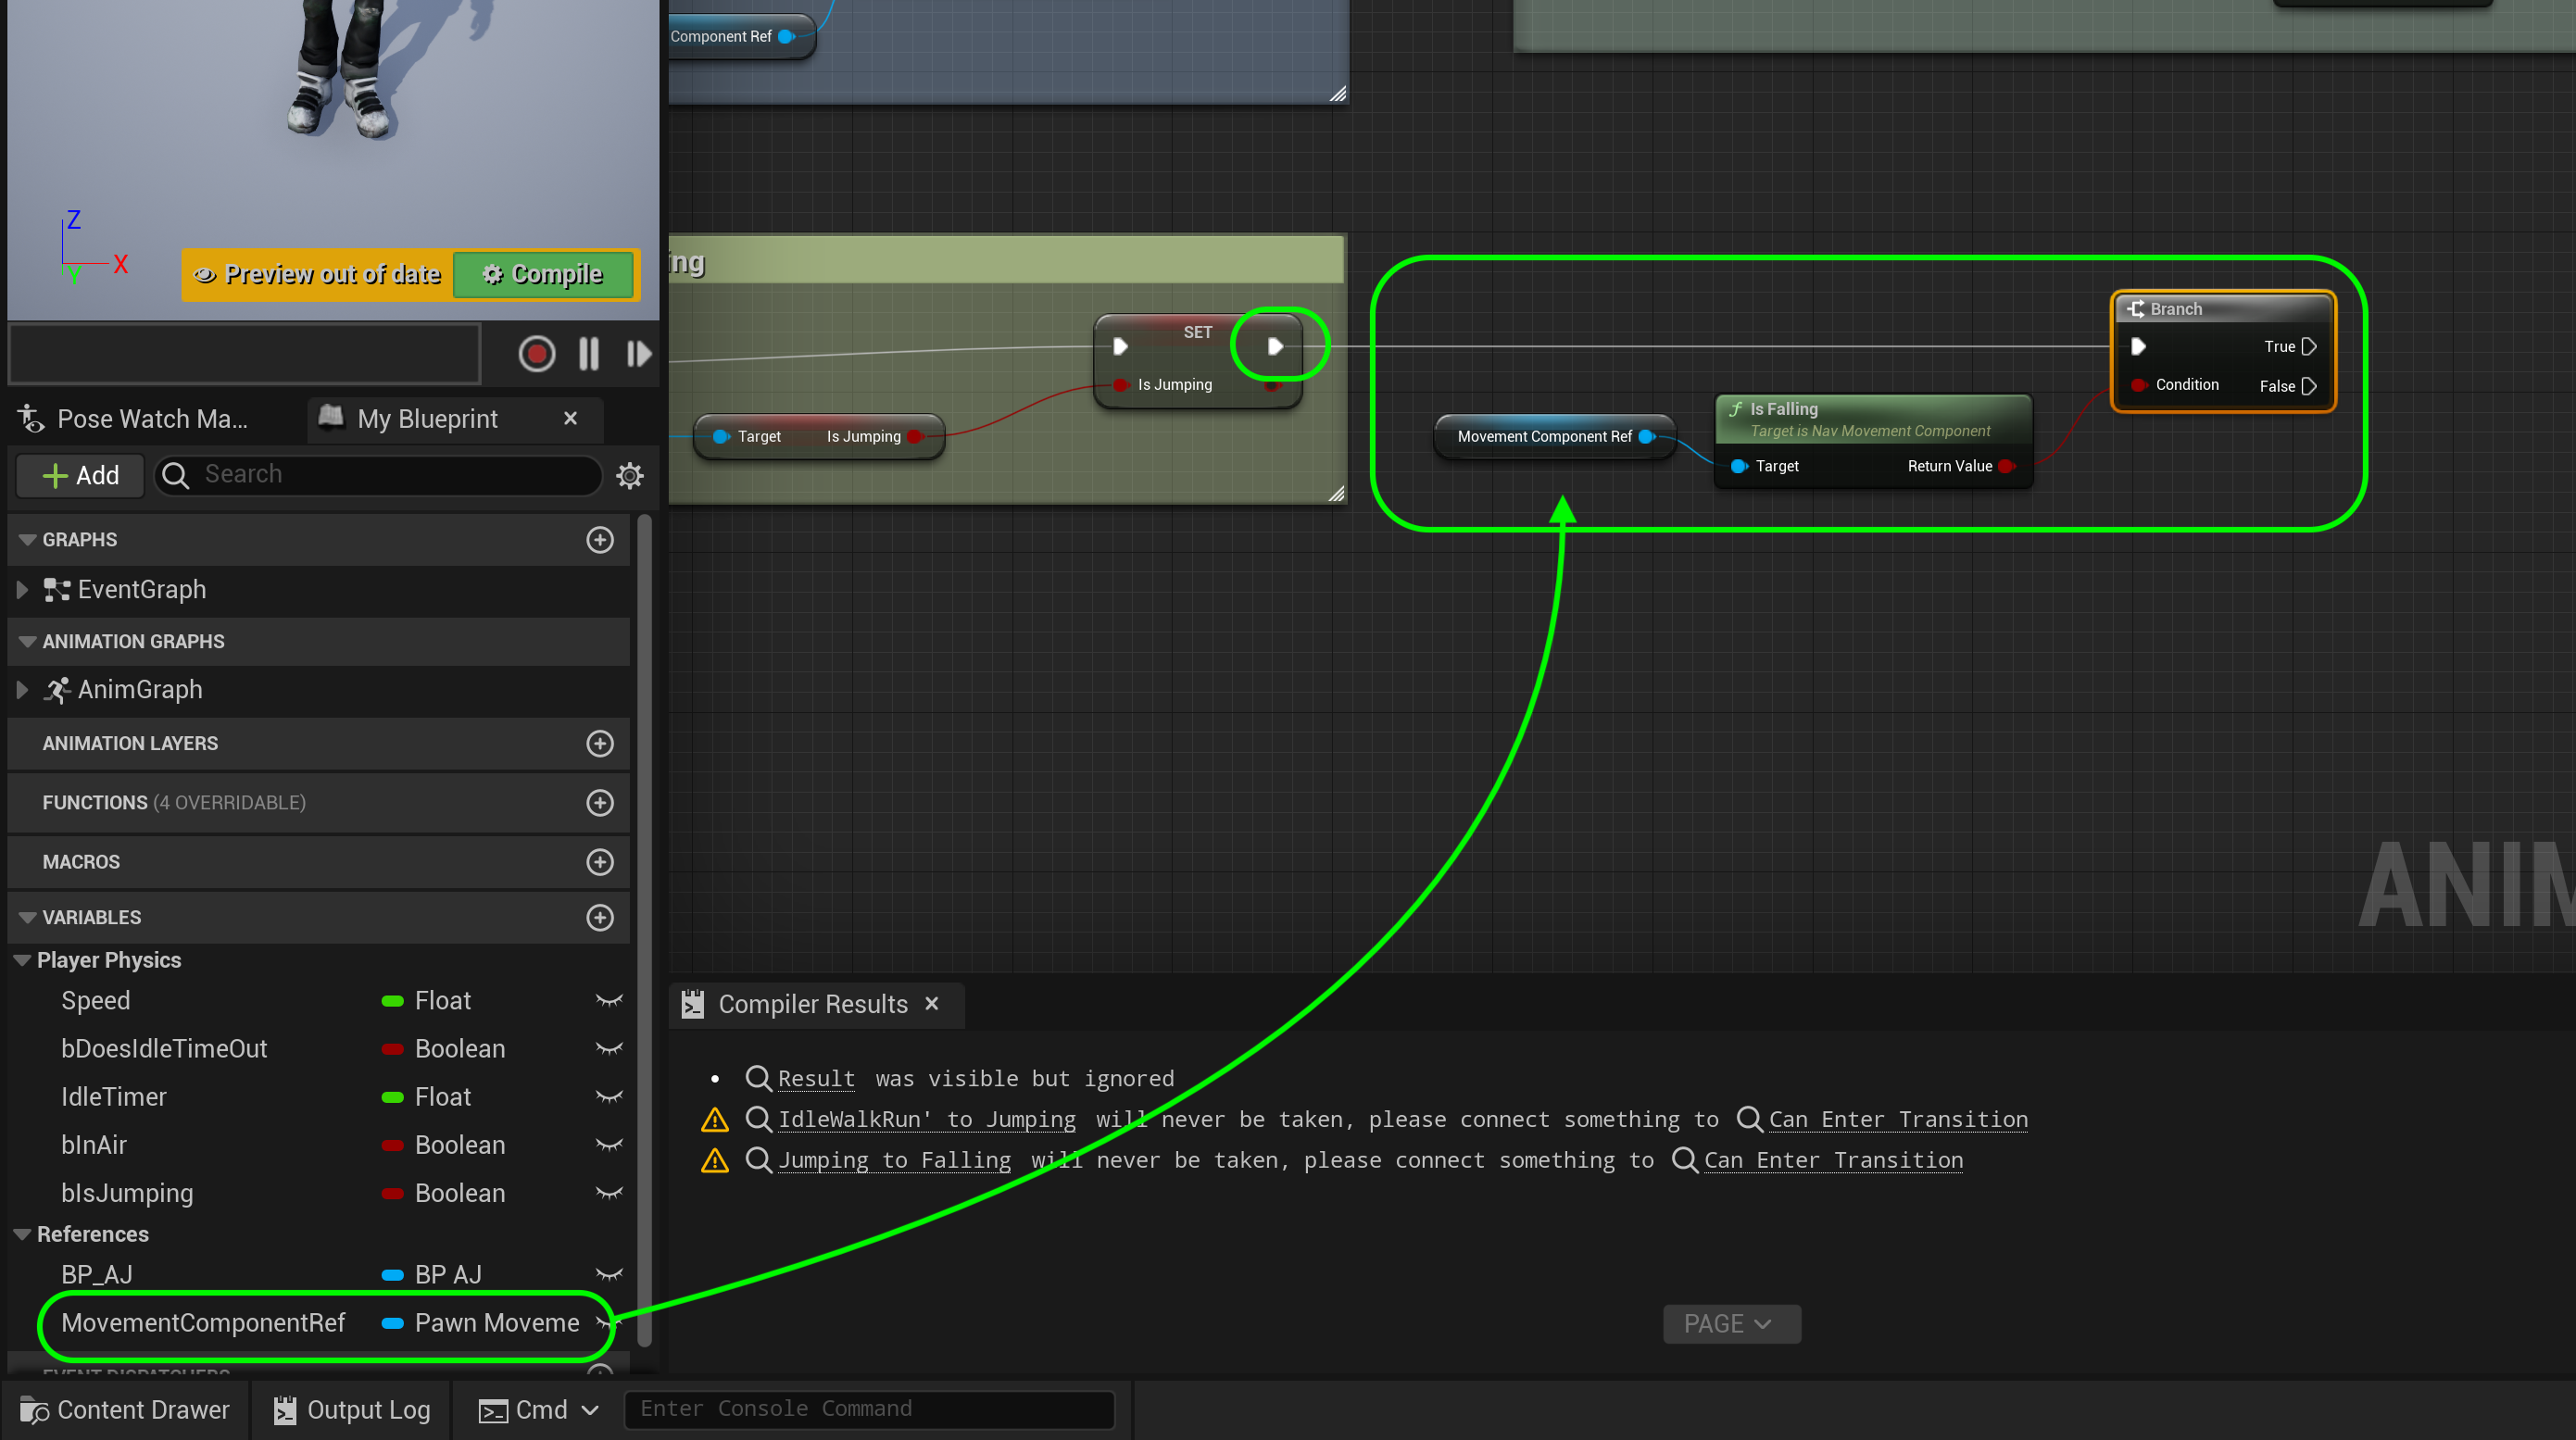 Component Ref
Z
X
Y
Preview out of date
Compile
Pose Watch Ma...
My Blueprint
Add
Search
GRAPHS
EventGraph
ANIMATION GRAPHS
AnimGraph
ANIMATION LAYERS
FUNCTIONS (4 OVERRIDABLE)
MACROS
VARIABLES
Player Physics
Speed Float
bDoesIdleTimeOut Boolean
IdleTimer Float
bInAir Boolean
bIsJumping Boolean
References
BP_AJ BP AJ
MovementComponentRef Pawn Moveme
EVENT DISPATCHERS
ing
SET
Is Jumping
Target Is Jumping
Movement Component Ref
Is Falling
Target is Nav Movement Component
Target Return Value
Branch
True
Condition False
ANIM
Compiler Results
Result was visible but ignored
IdleWalkRun' to Jumping will never be taken, please connect something to Can Enter Transition
Jumping to Falling will never be taken, please connect something to Can Enter Transition
PAGE
Content Drawer
Output Log
Cmd
Enter Console Command